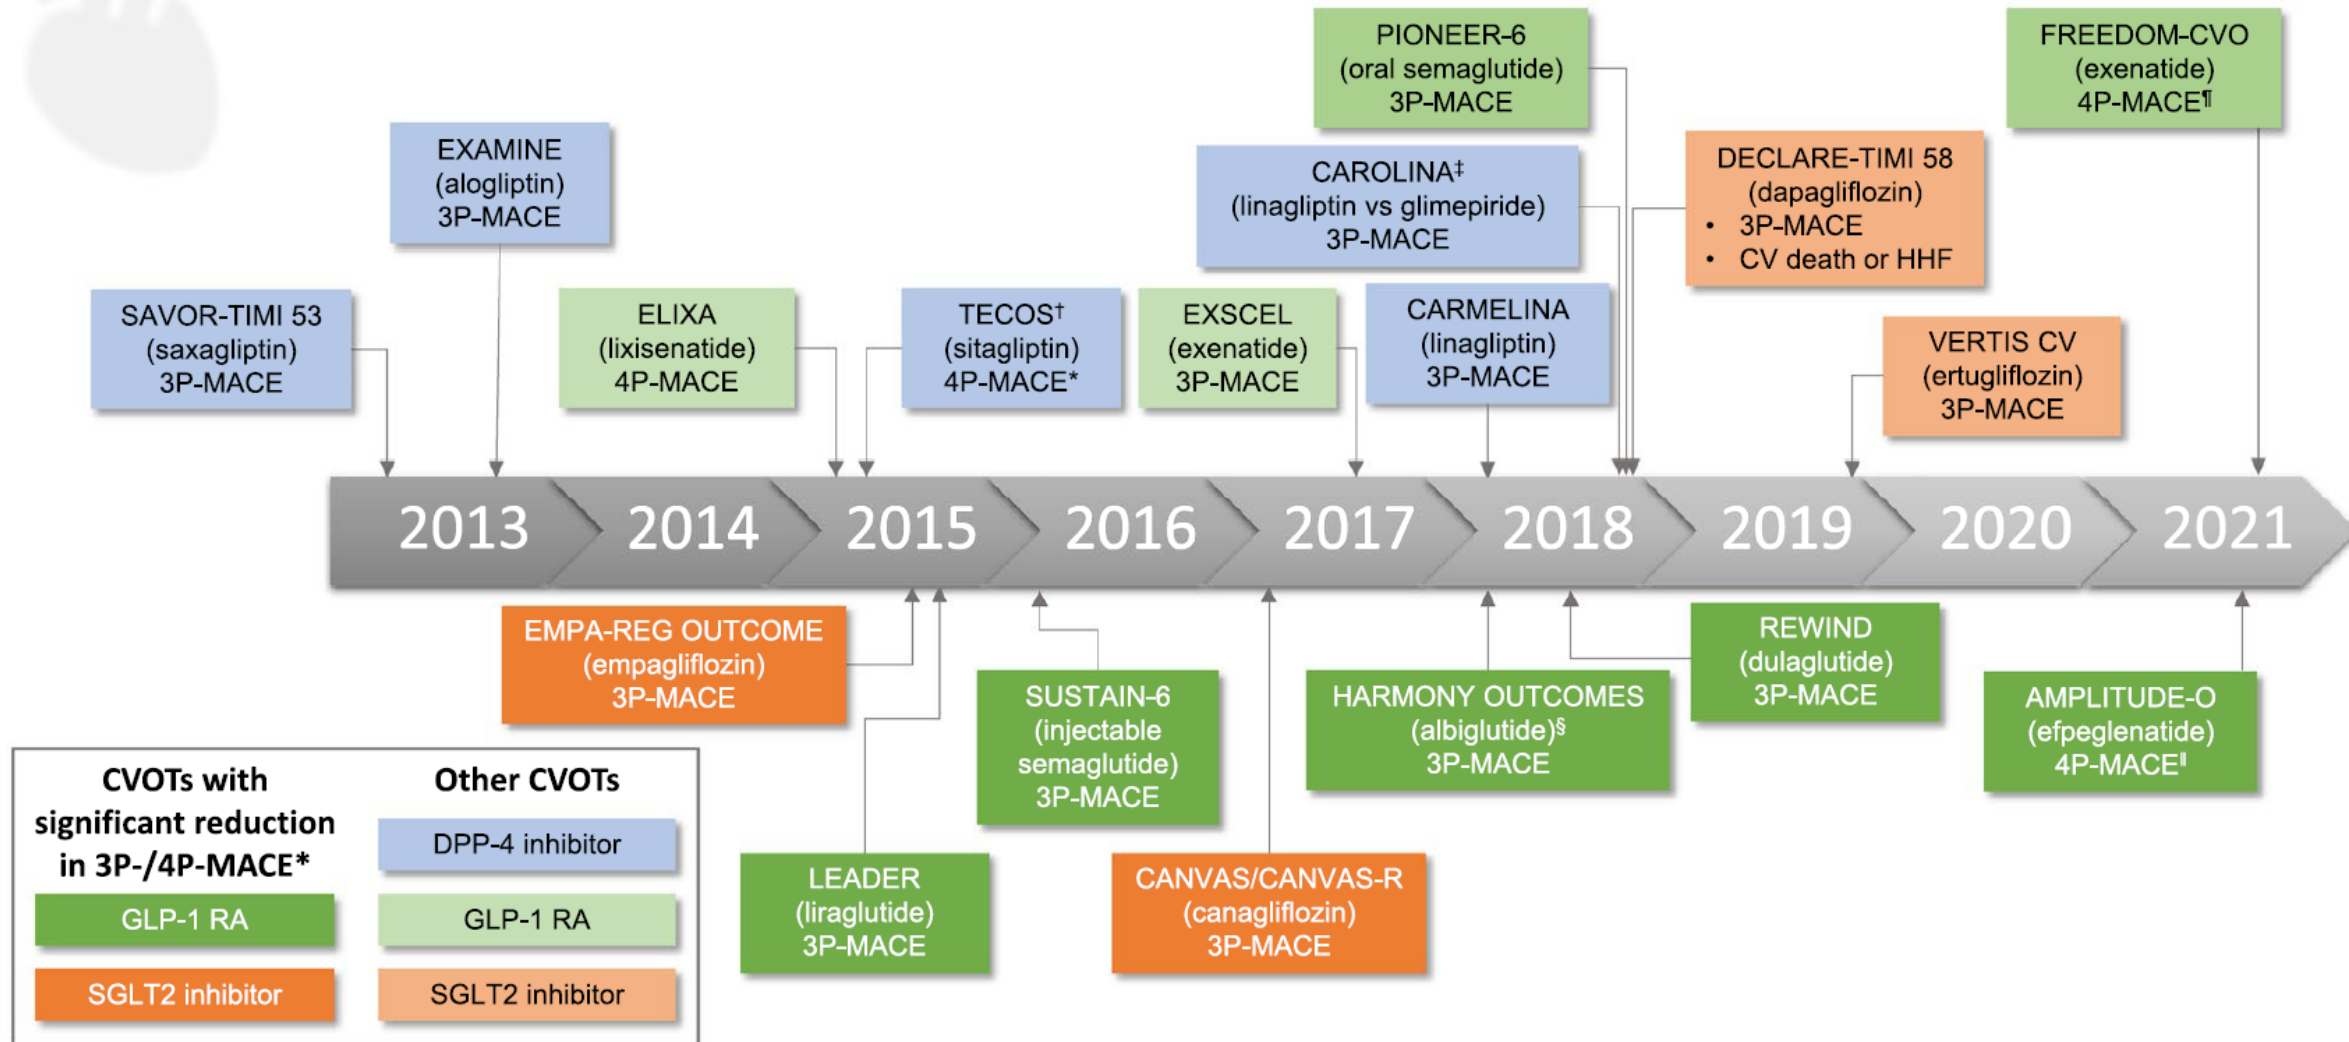 PIONEER-6
(oral semaglutide)
3P-MACE
FREEDOM-CVO
(exenatide)
4P-MACE¶
EXAMINE
(alogliptin)
3P-MACE
CAROLINA‡
(linagliptin vs glimepiride)
3P-MACE
DECLARE-TIMI 58
(dapagliflozin)
• 3P-MACE
• CV death or HHF
SAVOR-TIMI 53
(saxagliptin)
3P-MACE
ELIXA
(lixisenatide)
4P-MACE
TECOS†
(sitagliptin)
4P-MACE*
EXSCEL
(exenatide)
3P-MACE
CARMELINA
(linagliptin)
3P-MACE
VERTIS CV
(ertugliflozin)
3P-MACE
2013 2014 2015 2016 2017 2018 2019 2020 2021
EMPA-REG OUTCOME
(empagliflozin)
3P-MACE
LEADER
(liraglutide)
3P-MACE
SUSTAIN-6
(injectable
semaglutide)
3P-MACE
CANVAS/CANVAS-R
(canagliflozin)
3P-MACE
HARMONY OUTCOMES
(albiglutide)§
3P-MACE
REWIND
(dulaglutide)
3P-MACE
AMPLITUDE-O
(efpeglenatide)
4P-MACE‖
CVOTs with
significant reduction
in 3P-/4P-MACE*
GLP-1 RA
SGLT2 inhibitor
Other CVOTs
DPP-4 inhibitor
GLP-1 RA
SGLT2 inhibitor